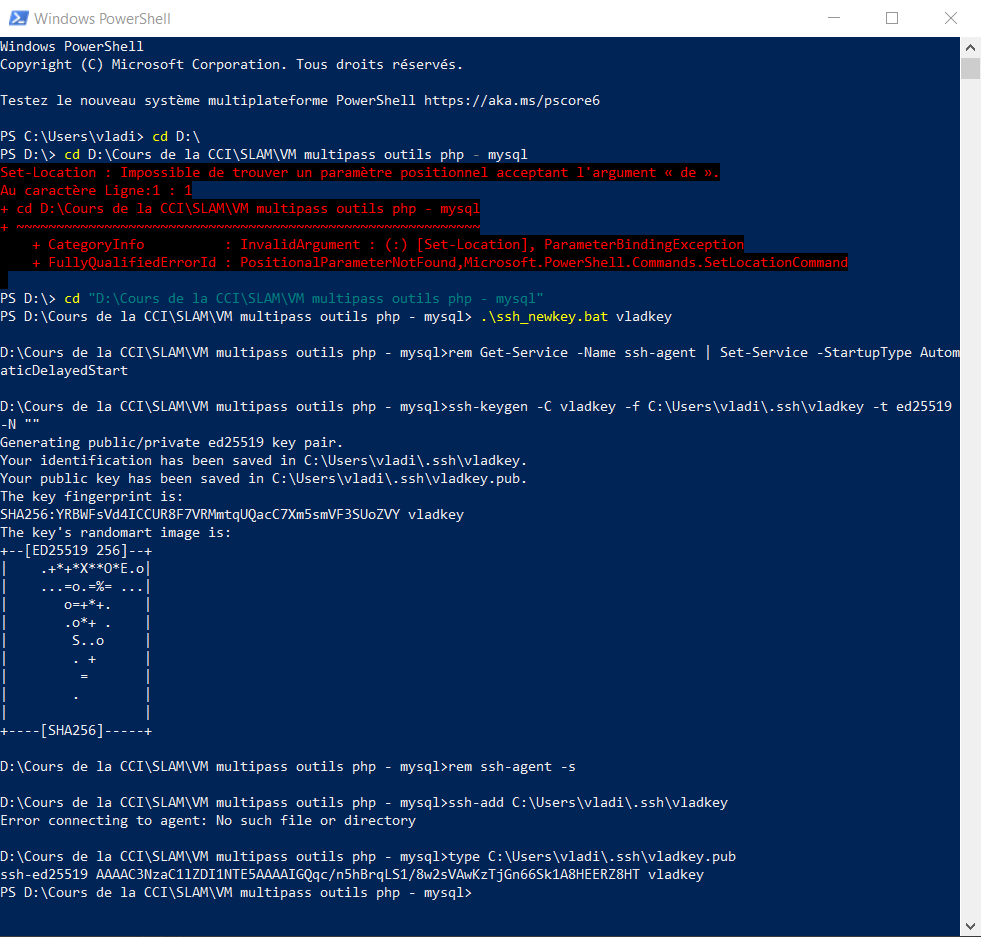 Windows PowerShell
Windows PowerShell
Copyright (C) Microsoft Corporation. Tous droits réservés.
Testez le nouveau système multiplateforme PowerShell https://aka.ms/pscore6
PS C:\Users\vladi> cd D:\
PS D:\> cd D:\Cours de la CCI\SLAM\VM multipass outils php - mysql
Set-Location : Impossible de trouver un paramètre positionnel acceptant l'argument « de ».
Au caractère Ligne:1 : 1
+ cd D:\Cours de la CCI\SLAM\VM multipass outils php - mysql
+ ~~~~~~~~~~~~~~~~~~~~~~~~~~~~~~~~~~~~~~~~~~~~~~~~~~~~~~~~~~
    + CategoryInfo          : InvalidArgument : (:) [Set-Location], ParameterBindingException
    + FullyQualifiedErrorId : PositionalParameterNotFound,Microsoft.PowerShell.Commands.SetLocationCommand
PS D:\> cd "D:\Cours de la CCI\SLAM\VM multipass outils php - mysql"
PS D:\Cours de la CCI\SLAM\VM multipass outils php - mysql> .\ssh_newkey.bat vladkey
D:\Cours de la CCI\SLAM\VM multipass outils php - mysql>rem Get-Service -Name ssh-agent | Set-Service -StartupType Autom
aticDelayedStart
D:\Cours de la CCI\SLAM\VM multipass outils php - mysql>ssh-keygen -C vladkey -f C:\Users\vladi\.ssh\vladkey -t ed25519
-N ""
Generating public/private ed25519 key pair.
Your identification has been saved in C:\Users\vladi\.ssh\vladkey.
Your public key has been saved in C:\Users\vladi\.ssh\vladkey.pub.
The key fingerprint is:
SHA256:YRBWFsVd4ICCUR8F7VRMmtqUQacC7Xm5smVF3SUoZVY vladkey
The key's randomart image is:
+--[ED25519 256]--+
|    .+*+*X**O*E.o|
|    ...=o.=%= ...|
|       o=+*+.    |
|       .o*+ .    |
|        S..o     |
|        . +      |
|         =       |
|        .        |
|                 |
+----[SHA256]-----+
D:\Cours de la CCI\SLAM\VM multipass outils php - mysql>rem ssh-agent -s
D:\Cours de la CCI\SLAM\VM multipass outils php - mysql>ssh-add C:\Users\vladi\.ssh\vladkey
Error connecting to agent: No such file or directory
D:\Cours de la CCI\SLAM\VM multipass outils php - mysql>type C:\Users\vladi\.ssh\vladkey.pub
ssh-ed25519 AAAAC3NzaC1lZDI1NTE5AAAAIGQqc/n5hBrqLS1/8w2sVAwKzTjGn66Sk1A8HEERZ8HT vladkey
PS D:\Cours de la CCI\SLAM\VM multipass outils php - mysql>